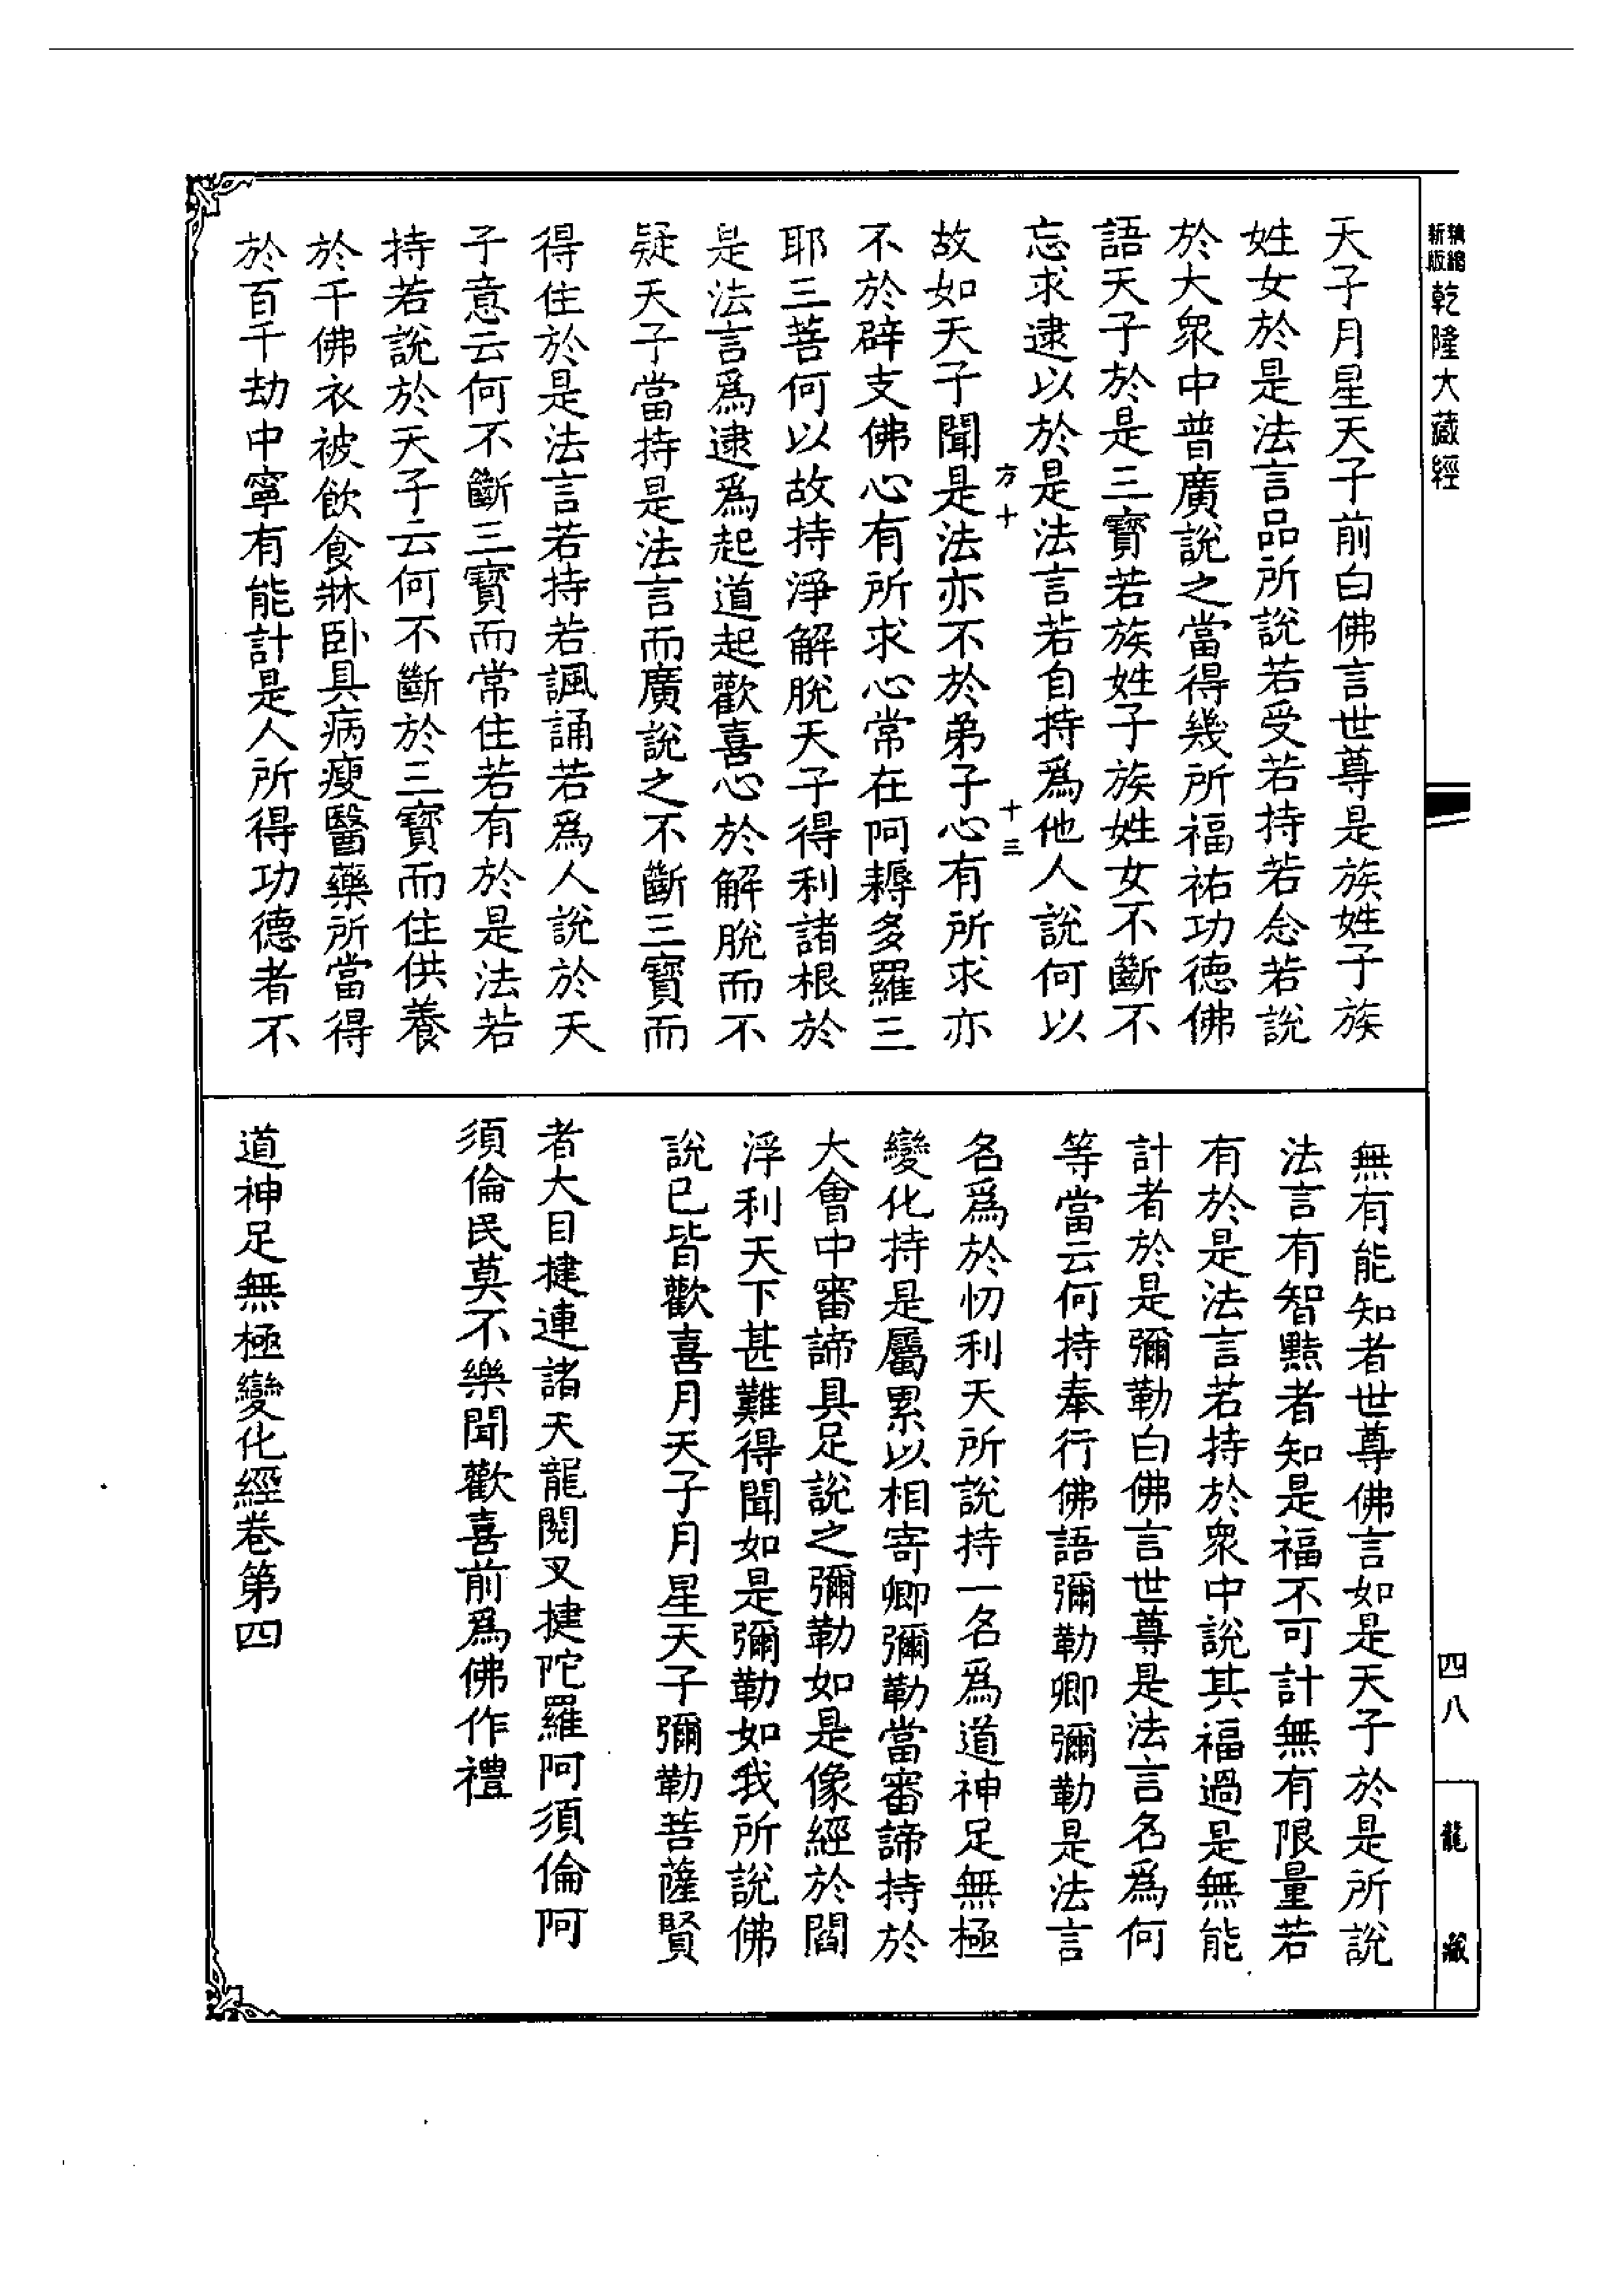 精縮新版乾隆大藏經
天子月星天子前白佛言世尊是族姓子族
姓女於是法言品所說若受若持若念若說
於大眾中普廣說之當得幾所福祐功德佛
語天子於是三寶若族姓子族姓女不斷不
忘求逮以於是法言若自持為他人說何以
方十
十三
故如天子聞是法亦不於弟子心有所求亦
不於辟支佛心有所求心常在阿耨多羅三
耶三菩何以故持淨解脫天子得利諸根於
是法言為逮為起道起歡喜心於解脫而不
疑天子當持是法言而廣說之不斷三寶而
得住於是法言若持若諷誦若為人說於天
子意云何不斷三寶而常住若有於是法若
持若說於天子云何不斷於三寶而住供養
於千佛衣被飲食牀臥具病瘦醫藥所當得
於百千劫中寧有能計是人所得功德者不
無有能知者世尊佛言如是天子於是所說
法言有智黠者知是福不可計無有限量若
有於是法言若持於眾中說其福過是無能
計者於是彌勒白佛言世尊是法言名為何
等當云何持奉行佛語彌勒卿彌勒是法言
名為於忉利天所說持一名為道神足無極
變化持是屬累以相寄卿彌勒當審諦持於
大會中審諦具足說之彌勒如是像經於閻
浮利天下甚難得聞如是彌勒如我所說佛
說已皆歡喜月天子月星天子彌勒菩薩賢
者大目揵連諸天龍閱叉揵陀羅阿須倫阿
須倫民莫不樂聞歡喜前為佛作禮
道神足無極變化經卷第四
四八
龍藏